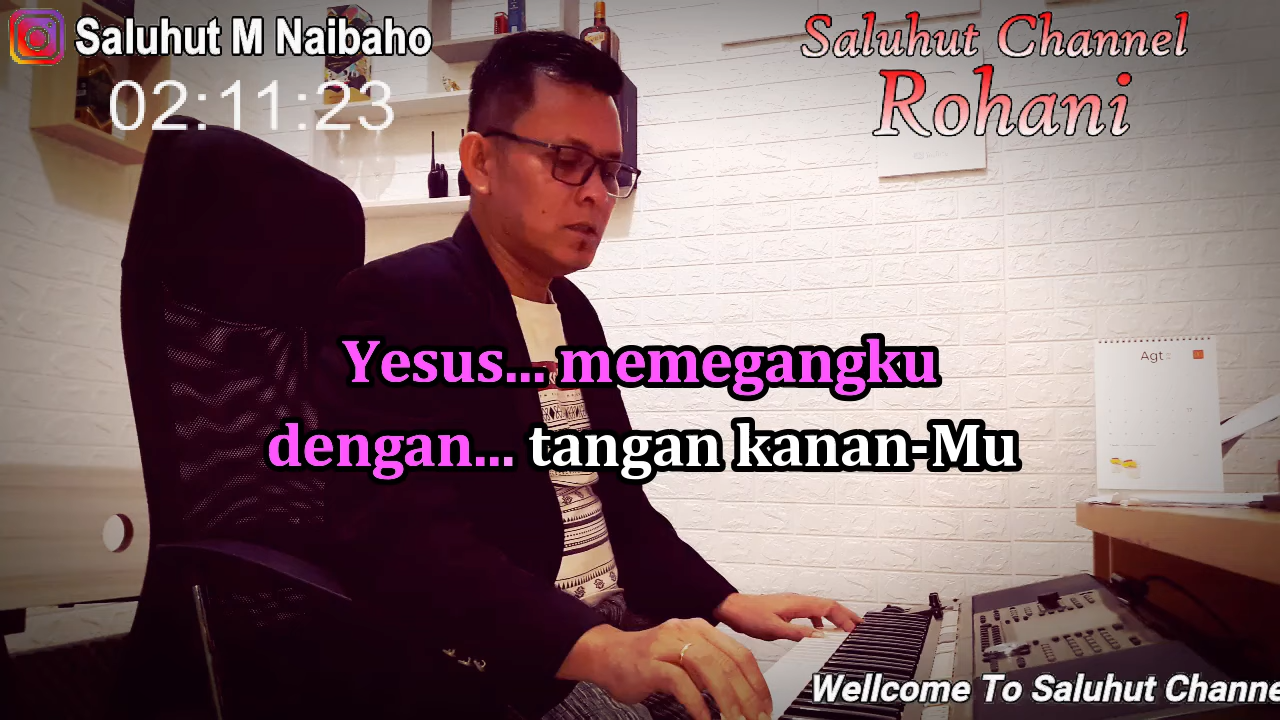 Saluhut M Naibaho
02:11:23
Saluhut Channel
Rohani
Yesus... memegangku
dengan... tangan kanan-Mu
Agt
Wellcome To Saluhut Channe